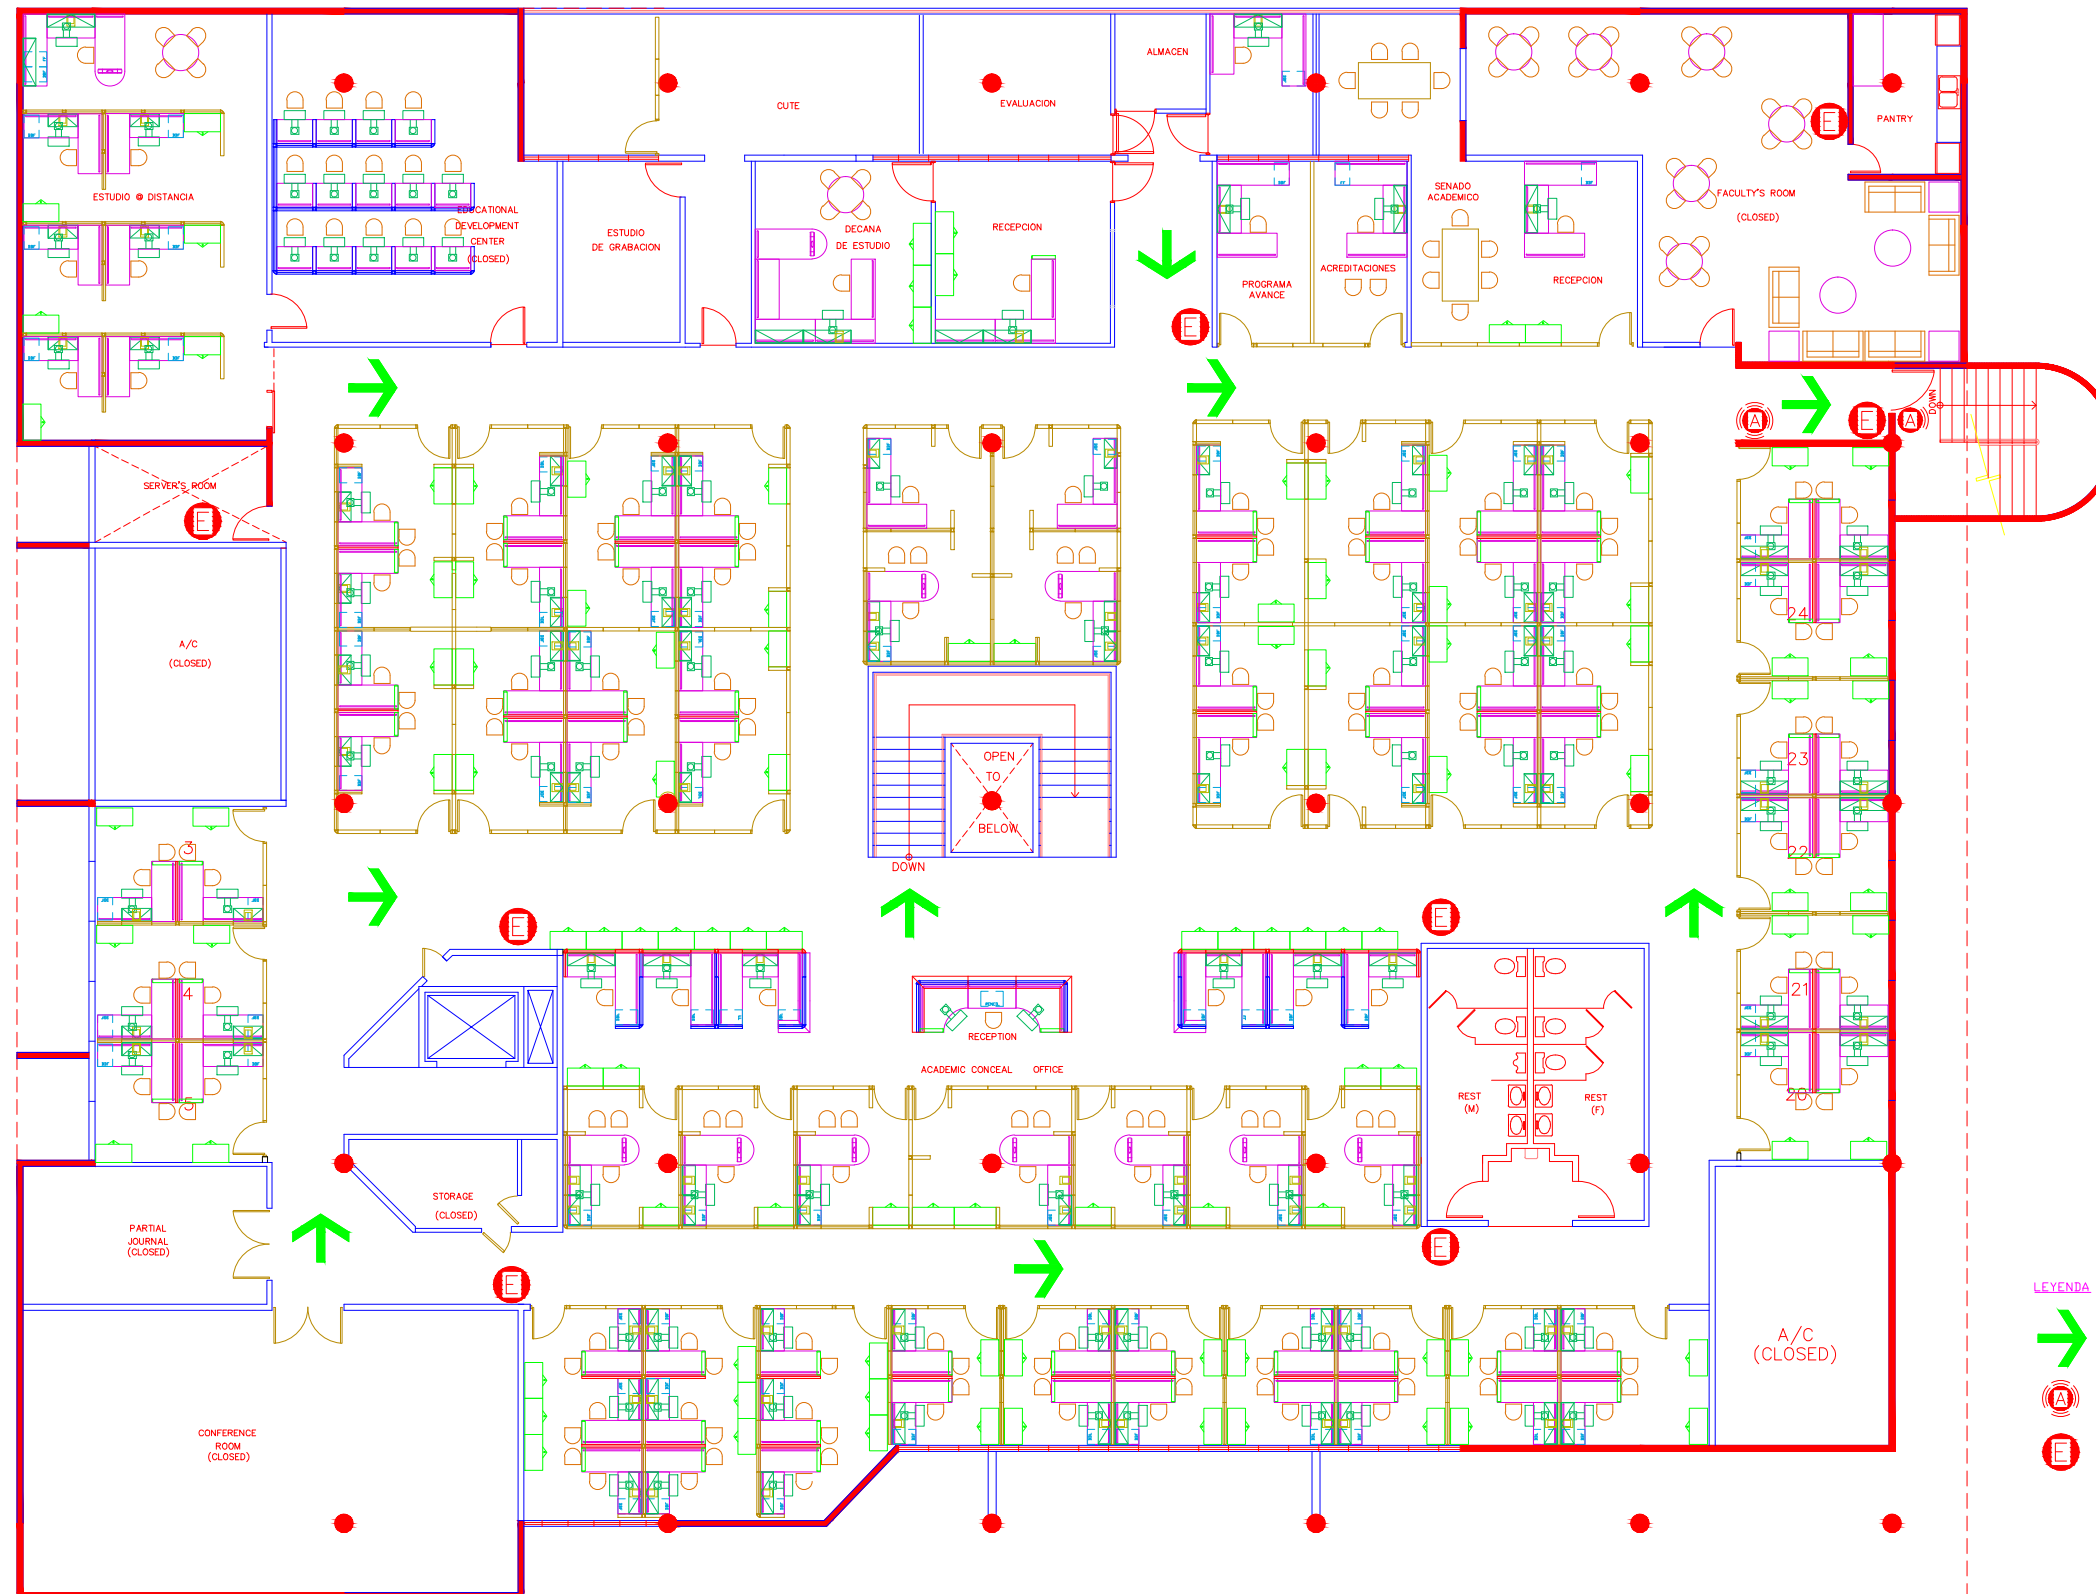 ALMACEN
CUTE
EVALUACION
PANTRY
ESTUDIO @ DISTANCIA
EDUCATIONAL
DEVELOPMENT
CENTER
(CLOSED)
ESTUDIO
DE GRABACION
DECANA
DE ESTUDIO
RECEPCION
PROGRAMA
AVANCE
ACREDITACIONES
SENADO
ACADEMICO
RECEPCION
FACULTY'S ROOM
(CLOSED)
E
E
A
E
A
DOWN
SERVER'S ROOM
E
A/C
(CLOSED)
24
23
22
21
20
OPEN
TO
BELOW
DOWN
3
4
5
E
E
RECEPTION
ACADEMIC CONCEAL OFFICE
REST
(M)
REST
(F)
STORAGE
(CLOSED)
PARTIAL
JOURNAL
(CLOSED)
E
E
CONFERENCE
ROOM
(CLOSED)
A/C
(CLOSED)
LEYENDA
A
E